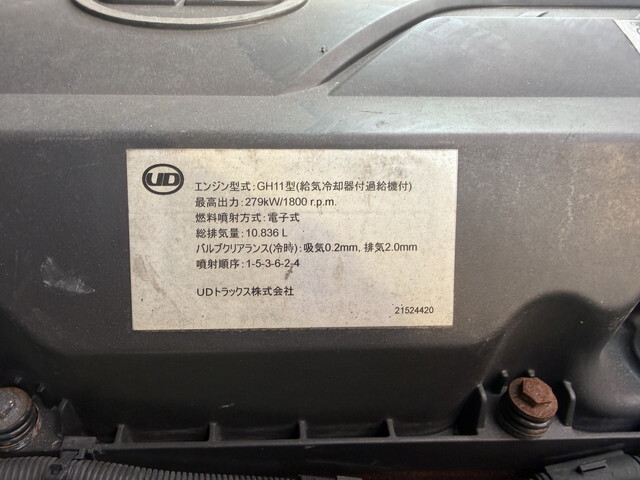 UD
エンジン型式:GH11型(給気冷却器付過給機付)
最高出力:279kW/1800 r.p.m.
燃料噴射方式:電子式
総排気量:10.836 L
バルブクリアランス(冷時):吸気0.2mm, 排気2.0mm
噴射順序:1-5-3-6-2-4
UDトラックス株式会社
21524420